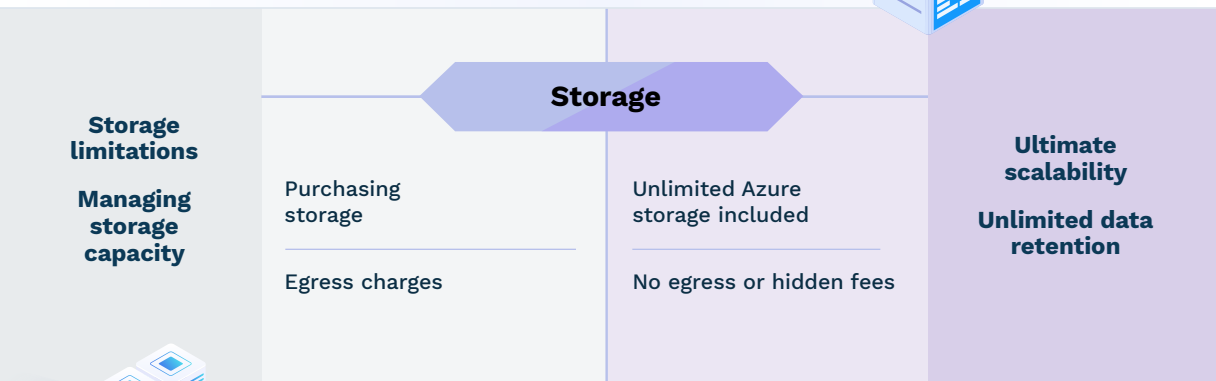 Storage
Storage
limitations
Managing
storage
capacity
Purchasing
storage
Egress charges
Unlimited Azure
storage included
No egress or hidden fees
Ultimate
scalability
Unlimited data
retention